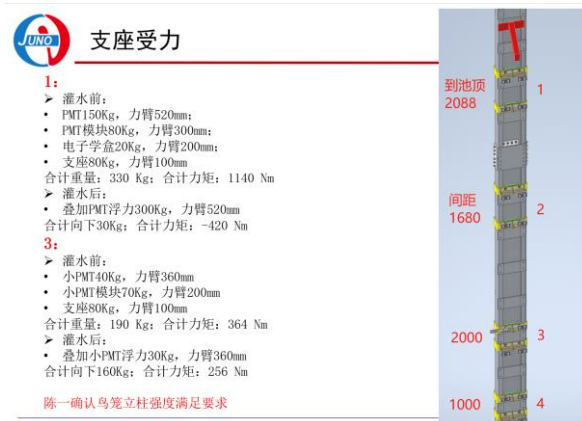 JUNO
支座受力
1：
➢ 灌水前：
• PMT150Kg，力臂520mm；
• PMT模块80Kg，力臂300mm；
• 电子学盒20Kg，力臂200mm；
• 支座80Kg，力臂100mm
合计重量：330 Kg；合计力矩：1140 Nm
➢ 灌水后：
• 叠加PMT浮力300Kg，力臂520mm
合计向下30Kg；合计力矩：-420 Nm
3：
➢ 灌水前：
• 小PMT40Kg，力臂360mm
• 小PMT模块70Kg，力臂200mm
• 支座80Kg，力臂100mm
合计重量：190 Kg；合计力矩：364 Nm
➢ 灌水后：
• 叠加小PMT浮力30Kg，力臂360mm
合计向下160Kg；合计力矩：256 Nm
陈一确认鸟笼立柱强度满足要求
到池顶
2088
1
间距
1680
2
2000
3
1000
4